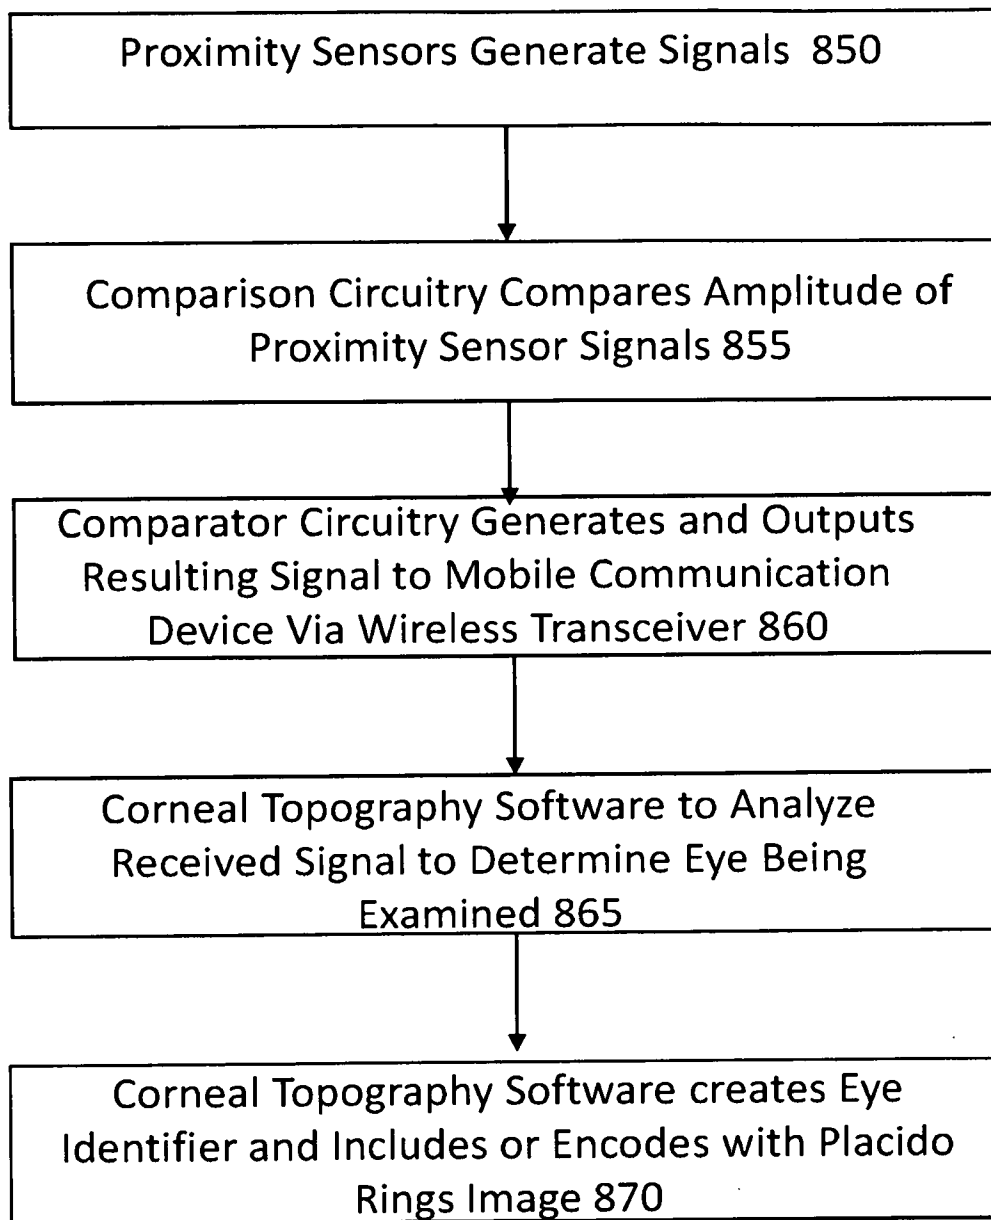 Proximity Sensors Generate Signals 850
Comparison Circuitry Compares Amplitude of
Proximity Sensor Signals 855
Comparator Circuitry Generates and Outputs
Resulting Signal to Mobile Communication
Device Via Wireless Transceiver 860
Corneal Topography Software to Analyze
Received Signal to Determine Eye Being
Examined 865
Corneal Topography Software creates Eye
Identifier and Includes or Encodes with Placido
Rings Image 870